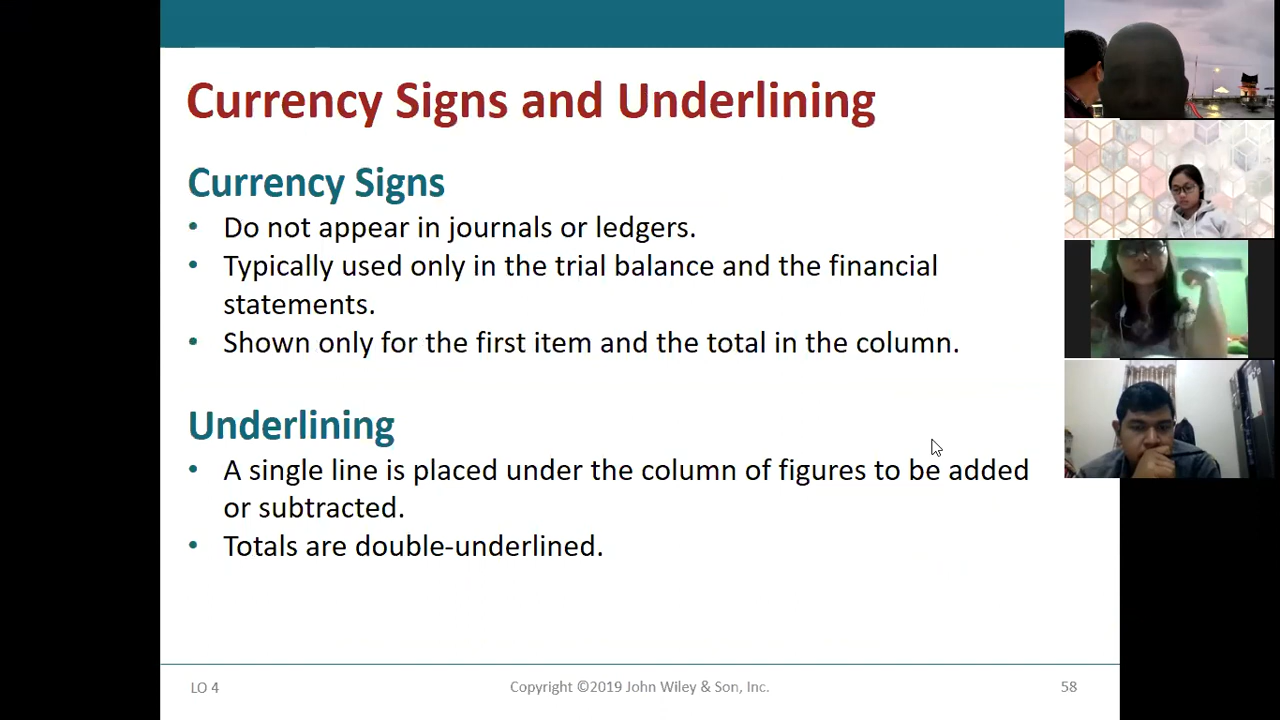 Currency Signs and Underlining
Currency Signs
• Do not appear in journals or ledgers.
• Typically used only in the trial balance and the financial
statements.
• Shown only for the first item and the total in the column.
Underlining
• A single line is placed under the column of figures to be added
or subtracted.
• Totals are double-underlined.
LO 4
Copyright ©2019 John Wiley & Son, Inc.
58